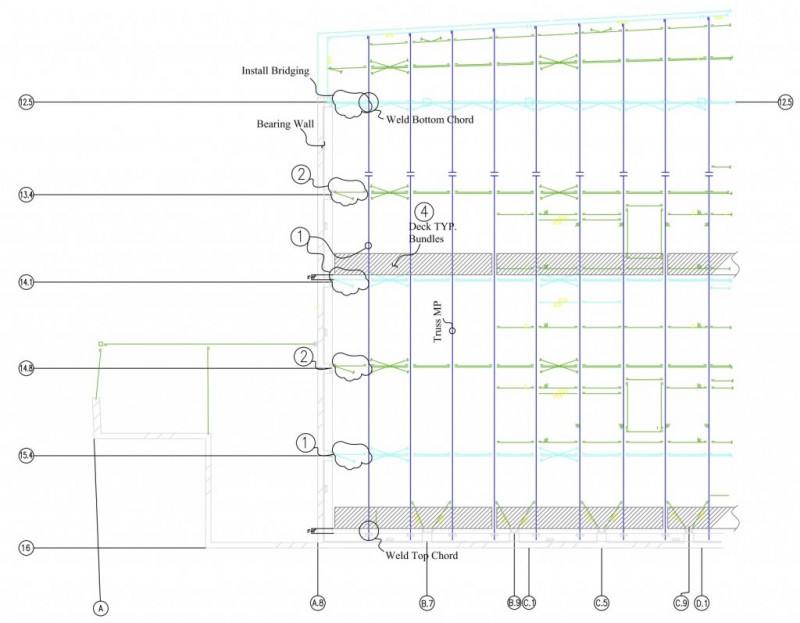 Install Bridging
12.5
12.5
Weld Bottom Chord
Bearing Wall
2
13.4
4
Deck TYP.
Bundles
1
14.1
Truss MP
2
14.8
1
15.4
16
Weld Top Chord
A
A.8
B.7
B.9
C.1
C.5
C.9
D.1